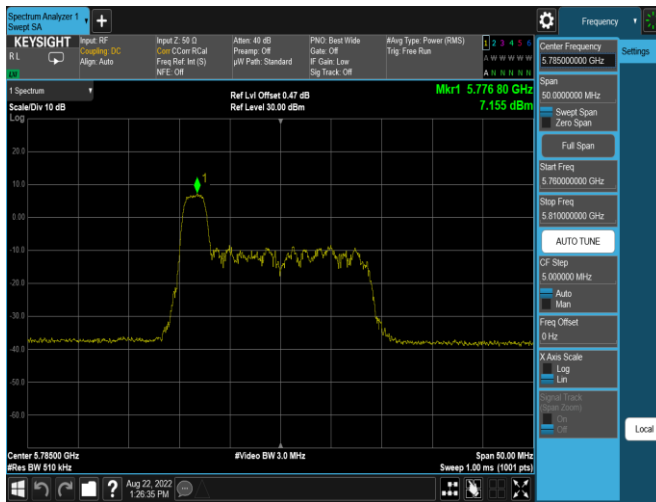 Spectrum Analyzer 1
Swept SA
Frequency
KEYSIGHT
R L
LXI
Input: RF
Coupling: DC
Align: Auto
Input Z: 50 Ω
Corr CCorr RCal
Freq Ref: Int (S)
NFE: Off
Atten: 40 dB
Preamp: Off
µW Path: Standard
PNO: Best Wide
Gate: Off
IF Gain: Low
Sig Track: Off
#Avg Type: Power (RMS)
Trig: Free Run
1 2 3 4 5 6
A W W W W W
A N N N N N
1 Spectrum
Scale/Div 10 dB
Log
Ref Lvl Offset 0.47 dB
Ref Level 30.00 dBm
Mkr1 5.776 80 GHz
7.155 dBm
1
20.0
10.0
0.00
-10.0
-20.0
-30.0
-40.0
-50.0
-60.0
Center 5.78500 GHz
#Res BW 510 kHz
#Video BW 3.0 MHz
Span 50.00 MHz
Sweep 1.00 ms (1001 pts)
Aug 22, 2022
1:26:35 PM
Center Frequency
5.785000000 GHz
Settings
Span
50.0000000 MHz
Swept Span
Zero Span
Full Span
Start Freq
5.760000000 GHz
Stop Freq
5.810000000 GHz
AUTO TUNE
CF Step
5.000000 MHz
Auto
Man
Freq Offset
0 Hz
X Axis Scale
Log
Lin
Signal Track
(Span Zoom)
On
Off
Local